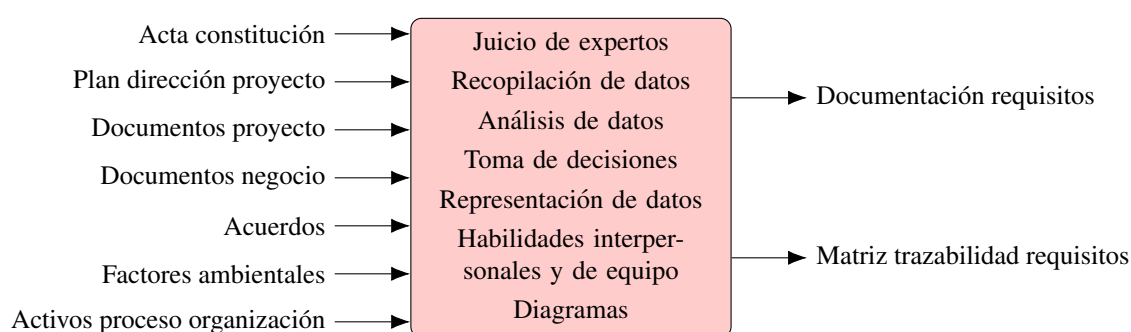 Acta constitución
Plan dirección proyecto
Documentos proyecto
Documentos negocio
Acuerdos
Factores ambientales
Activos proceso organización
Juicio de expertos
Recopilación de datos
Análisis de datos
Toma de decisiones
Representación de datos
Habilidades interper-
sonales y de equipo
Diagramas
Documentación requisitos
Matriz trazabilidad requisitos